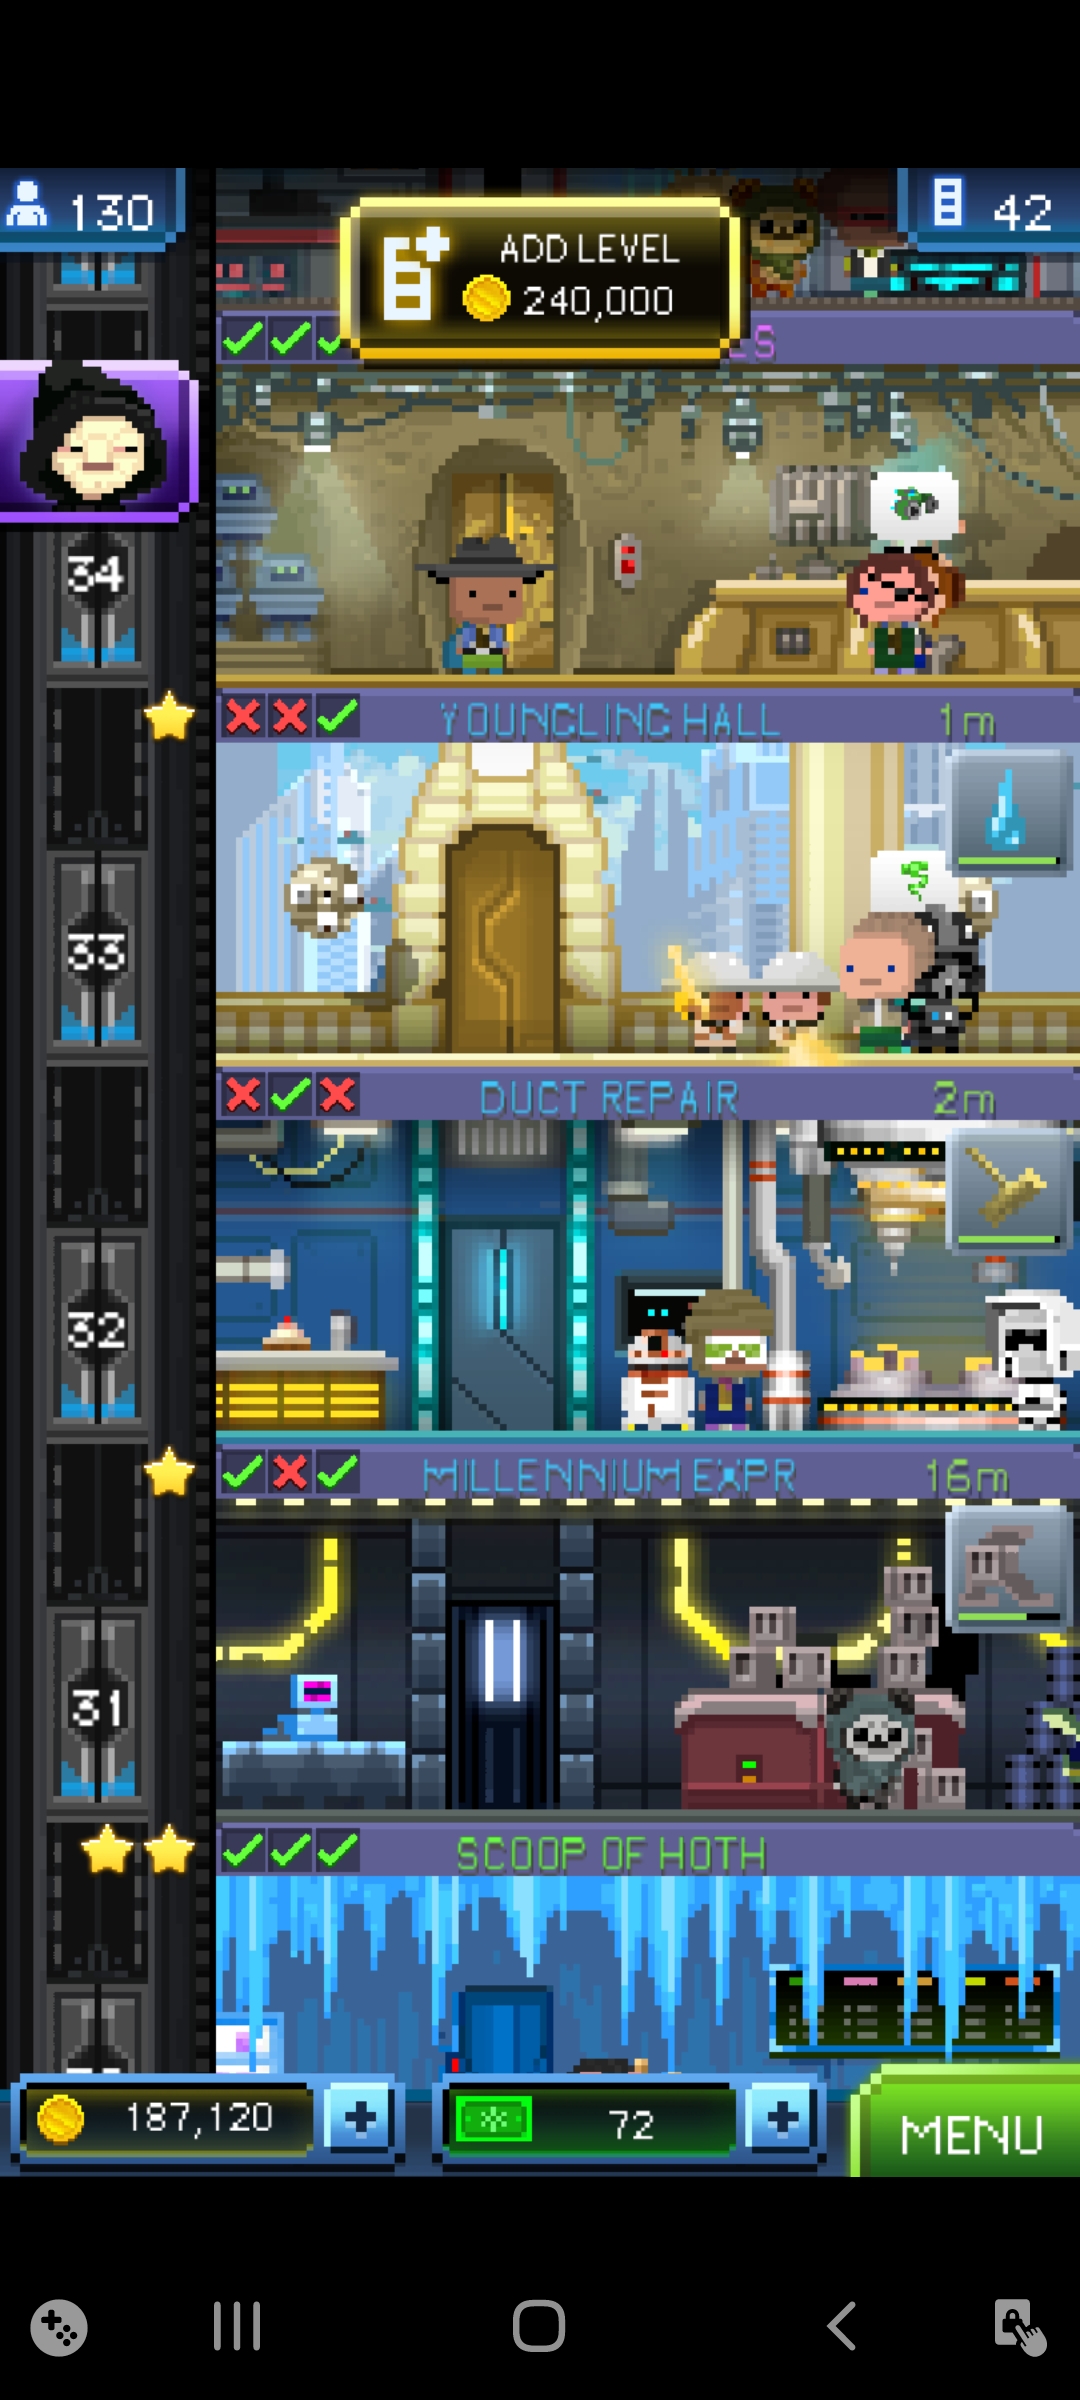 130
ADD LEVEL
240,000
42
34
YOUNGLING HALL
1m
33
DUCT REPAIR
2m
32
MILLENNIUM EXPR
16m
31
SCOOP OF HOTH
187,120
72
MENU